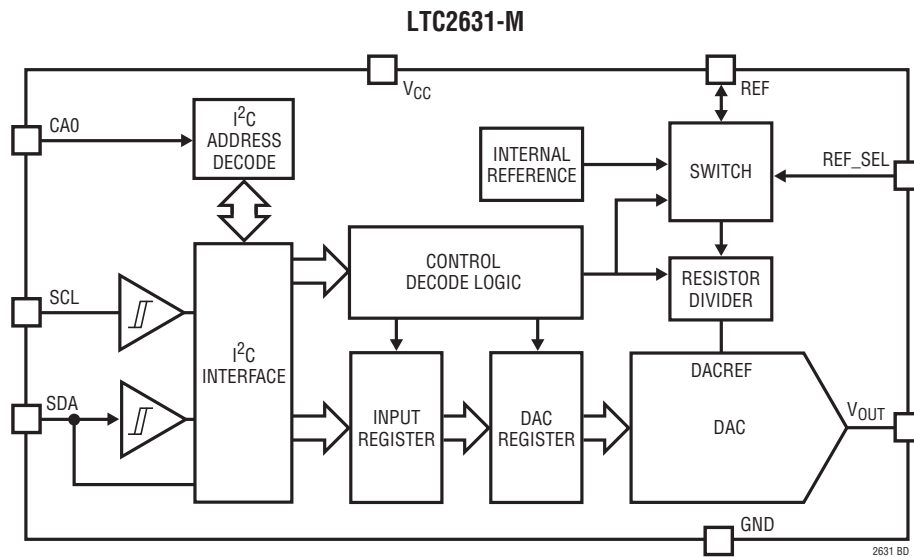 LTC2631-M
VCC
REF
CA0
I2C
ADDRESS
DECODE
INTERNAL
REFERENCE
SWITCH
REF_SEL
SCL
CONTROL
DECODE LOGIC
RESISTOR
DIVIDER
I2C
INTERFACE
SDA
INPUT
REGISTER
DAC
REGISTER
DACREF
DAC
VOUT
GND
2631 BD